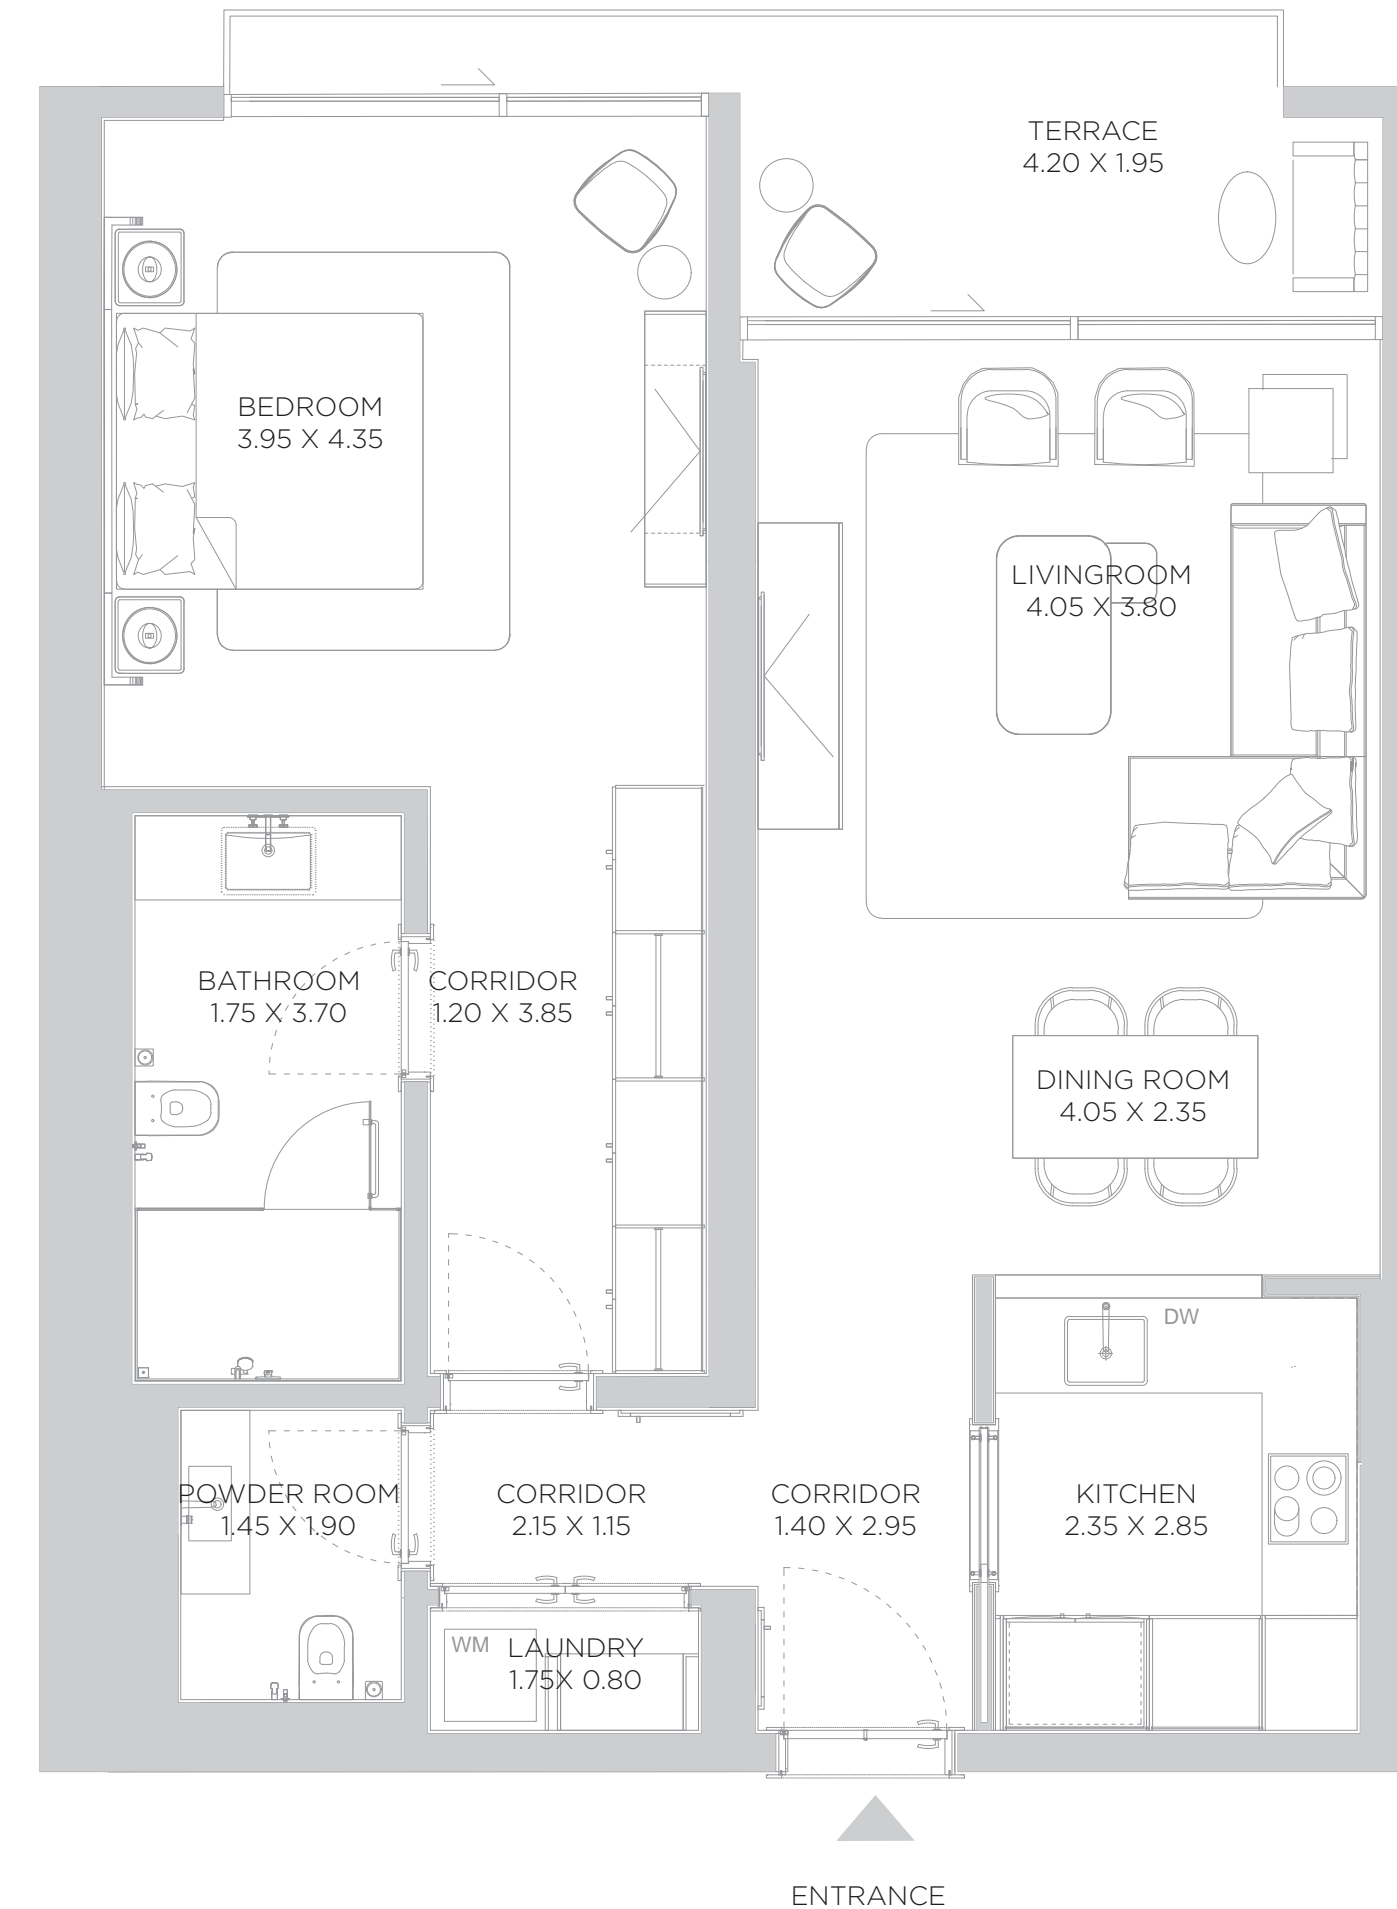 TERRACE
4.20 X 1.95
BEDROOM
3.95 X 4.35
LIVINGROOM
4.05 X 3.80
BATHROOM
1.75 X 3.70
CORRIDOR
1.20 X 3.85
DINING ROOM
4.05 X 2.35
DW
POWDER ROOM
1.45 X 1.90
CORRIDOR
2.15 X 1.15
CORRIDOR
1.40 X 2.95
KITCHEN
2.35 X 2.85
WM
LAUNDRY
1.75X 0.80
ENTRANCE